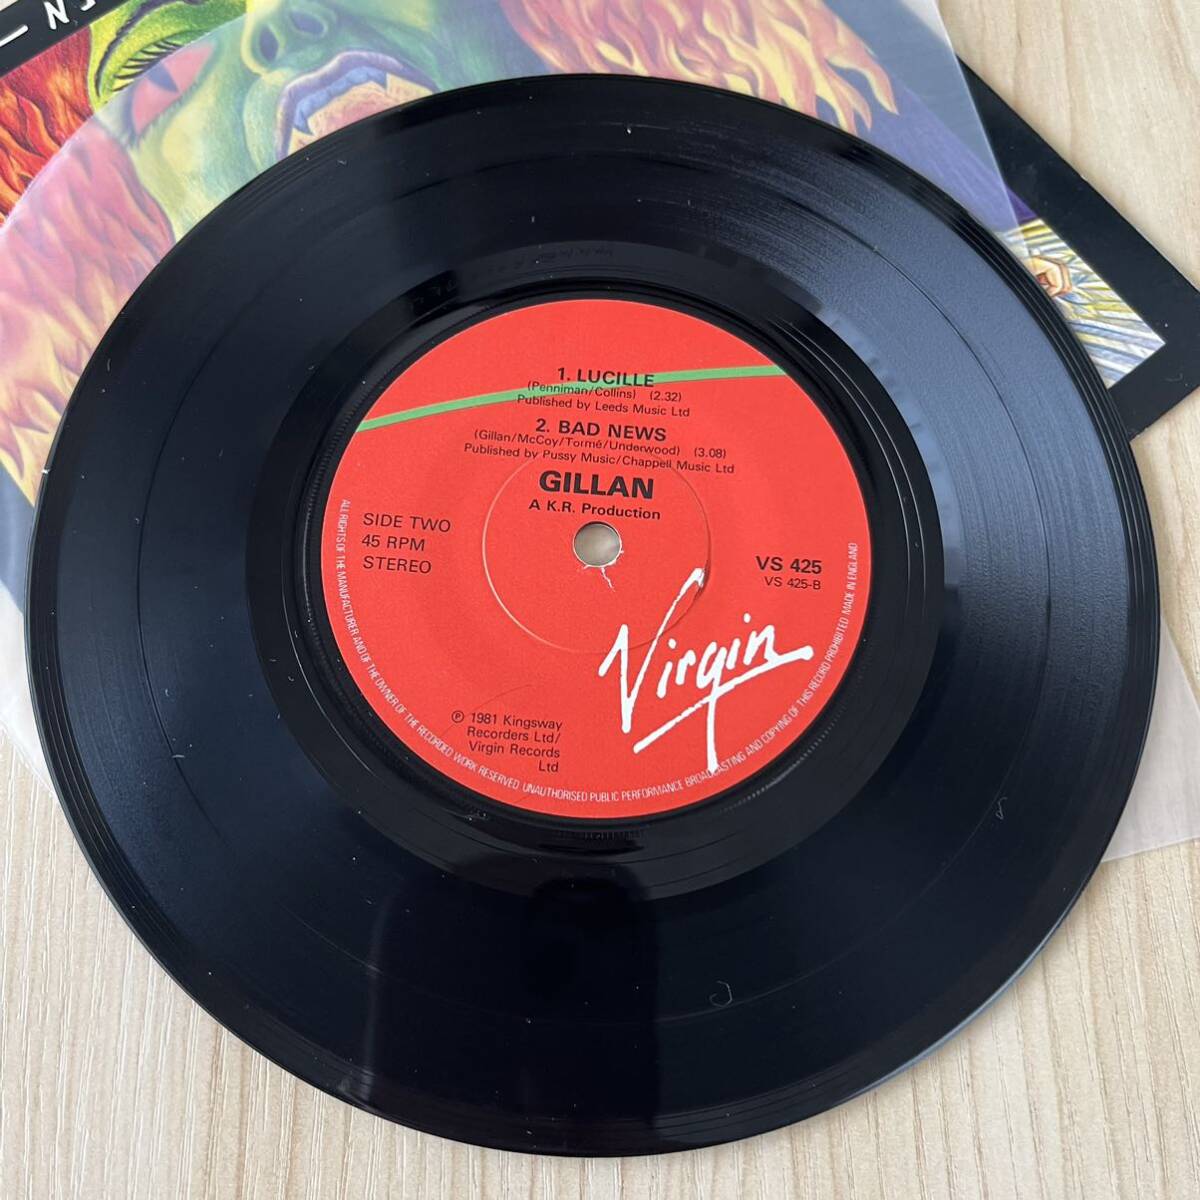 1. LUCILLE
(Penniman/Collins) (2.32)
Published by Leeds Music Ltd
2. BAD NEWS
(Gillan/McCoy/Tormé/Underwood) (3.08)
Published by Pussy Music/Chappell Music Ltd
GILLAN
A K.R. Production
SIDE TWO
45 RPM
STEREO
VS 425
VS 425-B
Virgin
℗ 1981 Kingsway
Recorders Ltd/
Virgin Records
Ltd
ALL RIGHTS OF THE MANUFACTURER AND OF THE OWNER OF THE RECORDED WORK RESERVED. UNAUTHORISED PUBLIC PERFORMANCE BROADCASTING AND COPYING OF THIS RECORD PROHIBITED. MADE IN ENGLAND